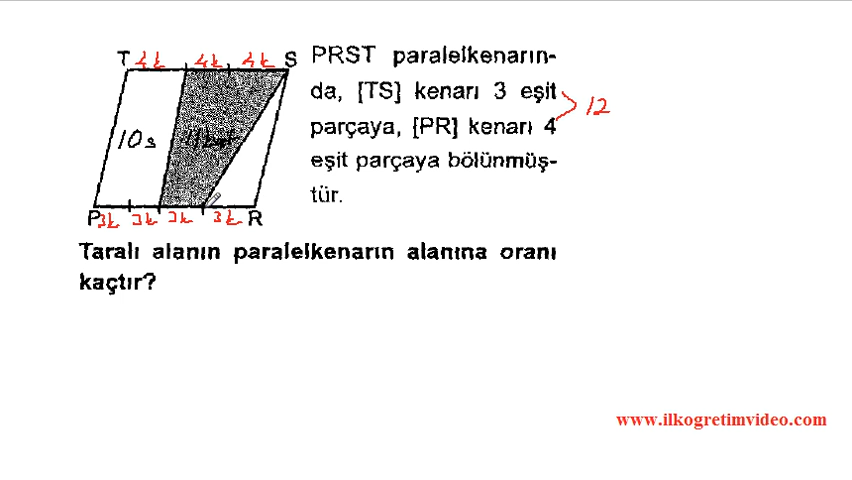 T 4k 4k 4k S
PRST paralelkenarın-
da, [TS] kenarı 3 eşit
parçaya, [PR] kenarı 4
12
eşit parçaya bölünmüş-
tür.
10s
P 3k 3k 3k 3k R
Taralı alanın paralelkenarın alanına oranı
kaçtır?
www.ilkogretimvideo.com